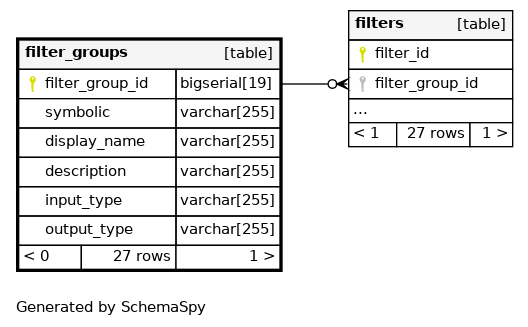 filter_groups [table]
filter_group_id bigserial[19]
symbolic varchar[255]
display_name varchar[255]
description varchar[255]
input_type varchar[255]
output_type varchar[255]
< 0 27 rows 1 >
filters [table]
filter_id
filter_group_id
...
< 1 27 rows 1 >
Generated by SchemaSpy